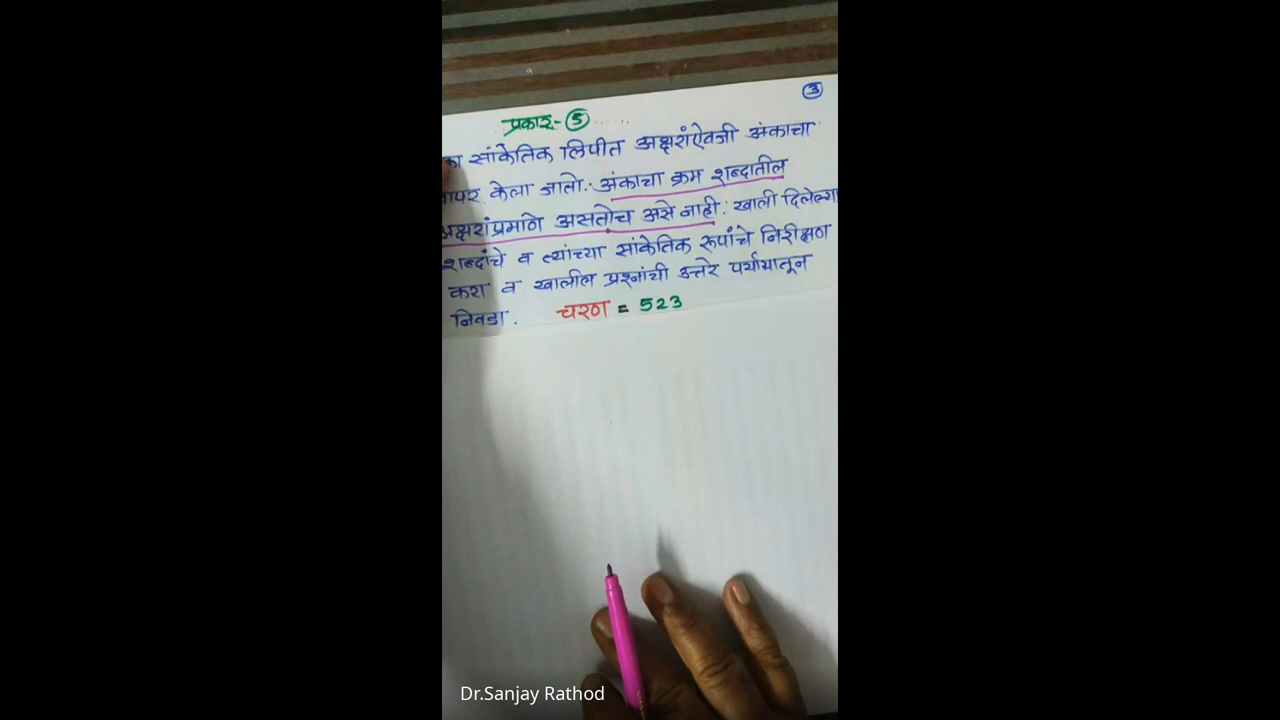 3
प्रकार-5
सांकेतिक लिपीत अक्षरांऐवजी अंकाचा
केला जातो. अंकाचा क्रम शब्दातील
अक्षरांप्रमाणे असतोच असे नाही. खाली दिलेल्या
शब्दांचे व त्यांच्या सांकेतिक रूपांचे निरीक्षण
करा व खालील प्रश्नांची उत्तरे पर्यायातून
निवडा. चरण = 523
Dr.Sanjay Rathod